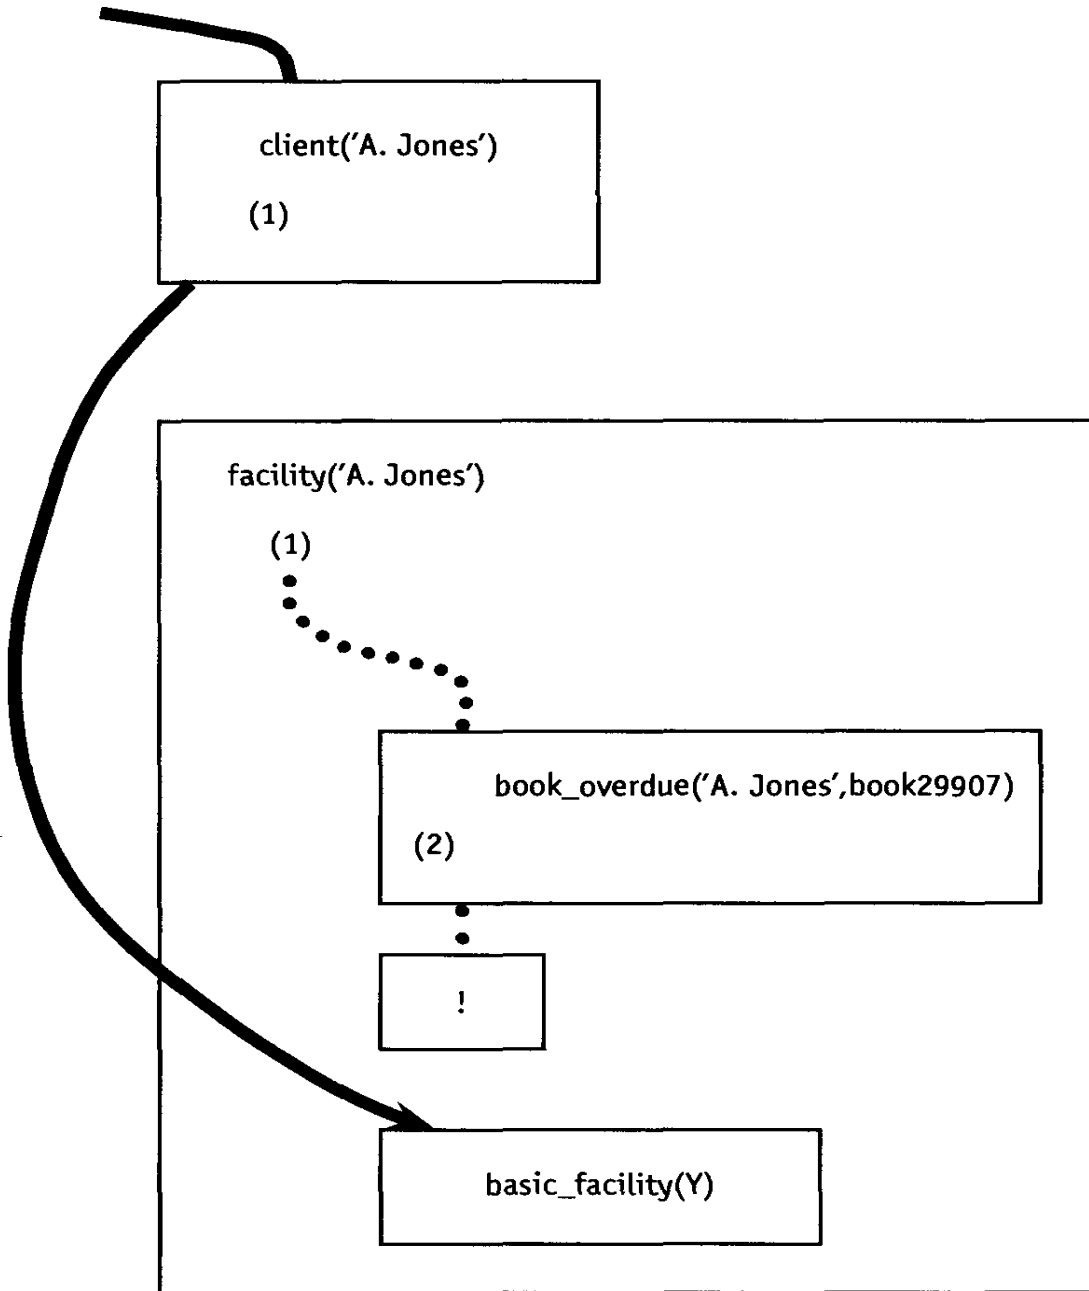 client('A. Jones')
(1)
facility('A. Jones')
(1)
book_overdue('A. Jones',book29907)
(2)
!
basic_facility(Y)